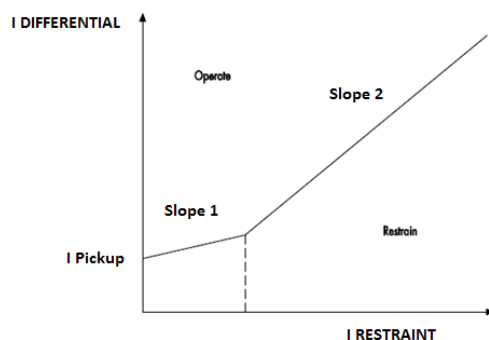 I DIFFERENTIAL
Operate
Slope 2
Slope 1
Restrain
I Pickup
I RESTRAINT